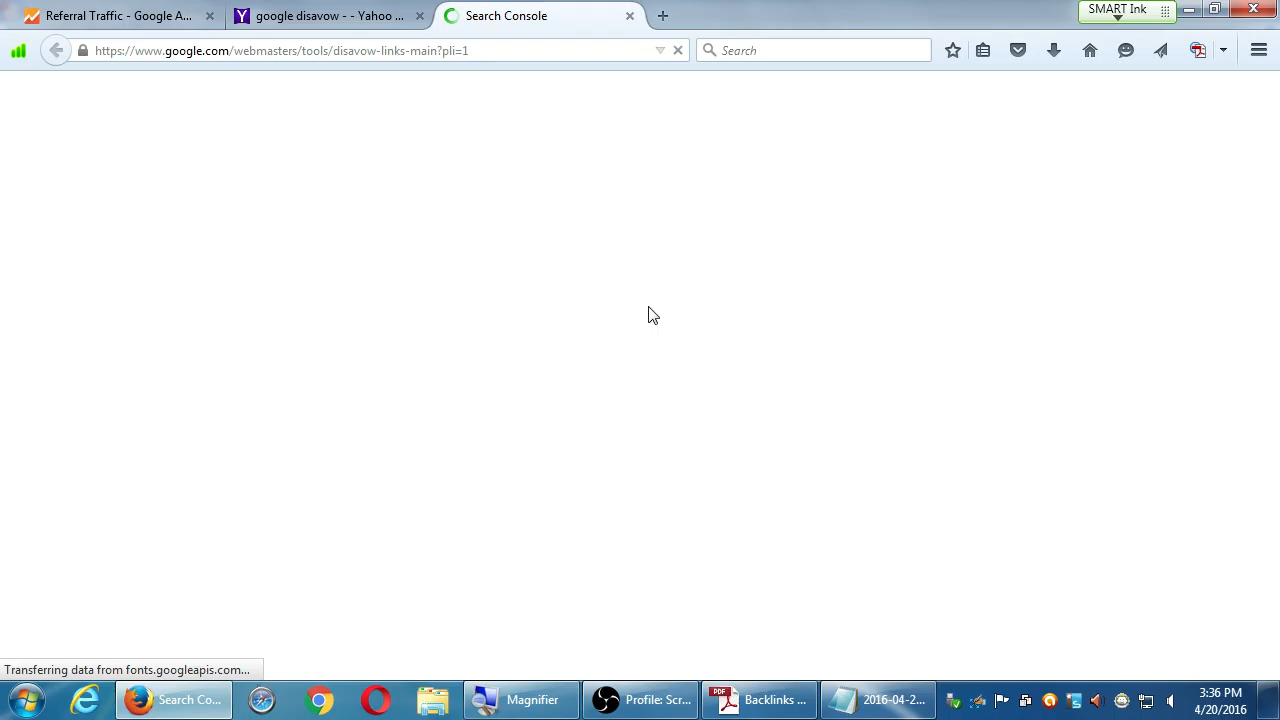 Referral Traffic - Google A...
google disavow - - Yahoo ...
Search Console
SMART Ink
https://www.google.com/webmasters/tools/disavow-links-main?pli=1
Search
Transferring data from fonts.googleapis.com...
Search Co...
Magnifier
Profile: Scr...
PDF
Backlinks ...
2016-04-2...
3:36 PM
4/20/2016